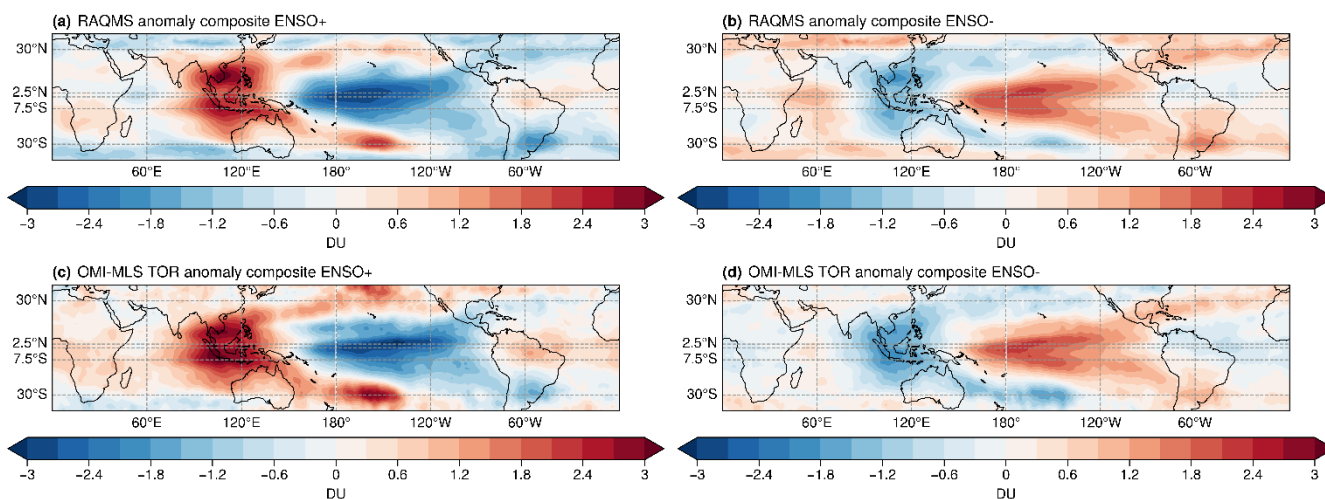 (a) RAQMS anomaly composite ENSO+
30°N
2.5°N
7.5°S
30°S
60°E 120°E 180° 120°W 60°W
−3 −2.4 −1.8 −1.2 −0.6 0 0.6 1.2 1.8 2.4 3
DU
(b) RAQMS anomaly composite ENSO-
30°N
2.5°N
7.5°S
30°S
60°E 120°E 180° 120°W 60°W
−3 −2.4 −1.8 −1.2 −0.6 0 0.6 1.2 1.8 2.4 3
DU
(c) OMI-MLS TOR anomaly composite ENSO+
30°N
2.5°N
7.5°S
30°S
60°E 120°E 180° 120°W 60°W
−3 −2.4 −1.8 −1.2 −0.6 0 0.6 1.2 1.8 2.4 3
DU
(d) OMI-MLS TOR anomaly composite ENSO-
30°N
2.5°N
7.5°S
30°S
60°E 120°E 180° 120°W 60°W
−3 −2.4 −1.8 −1.2 −0.6 0 0.6 1.2 1.8 2.4 3
DU